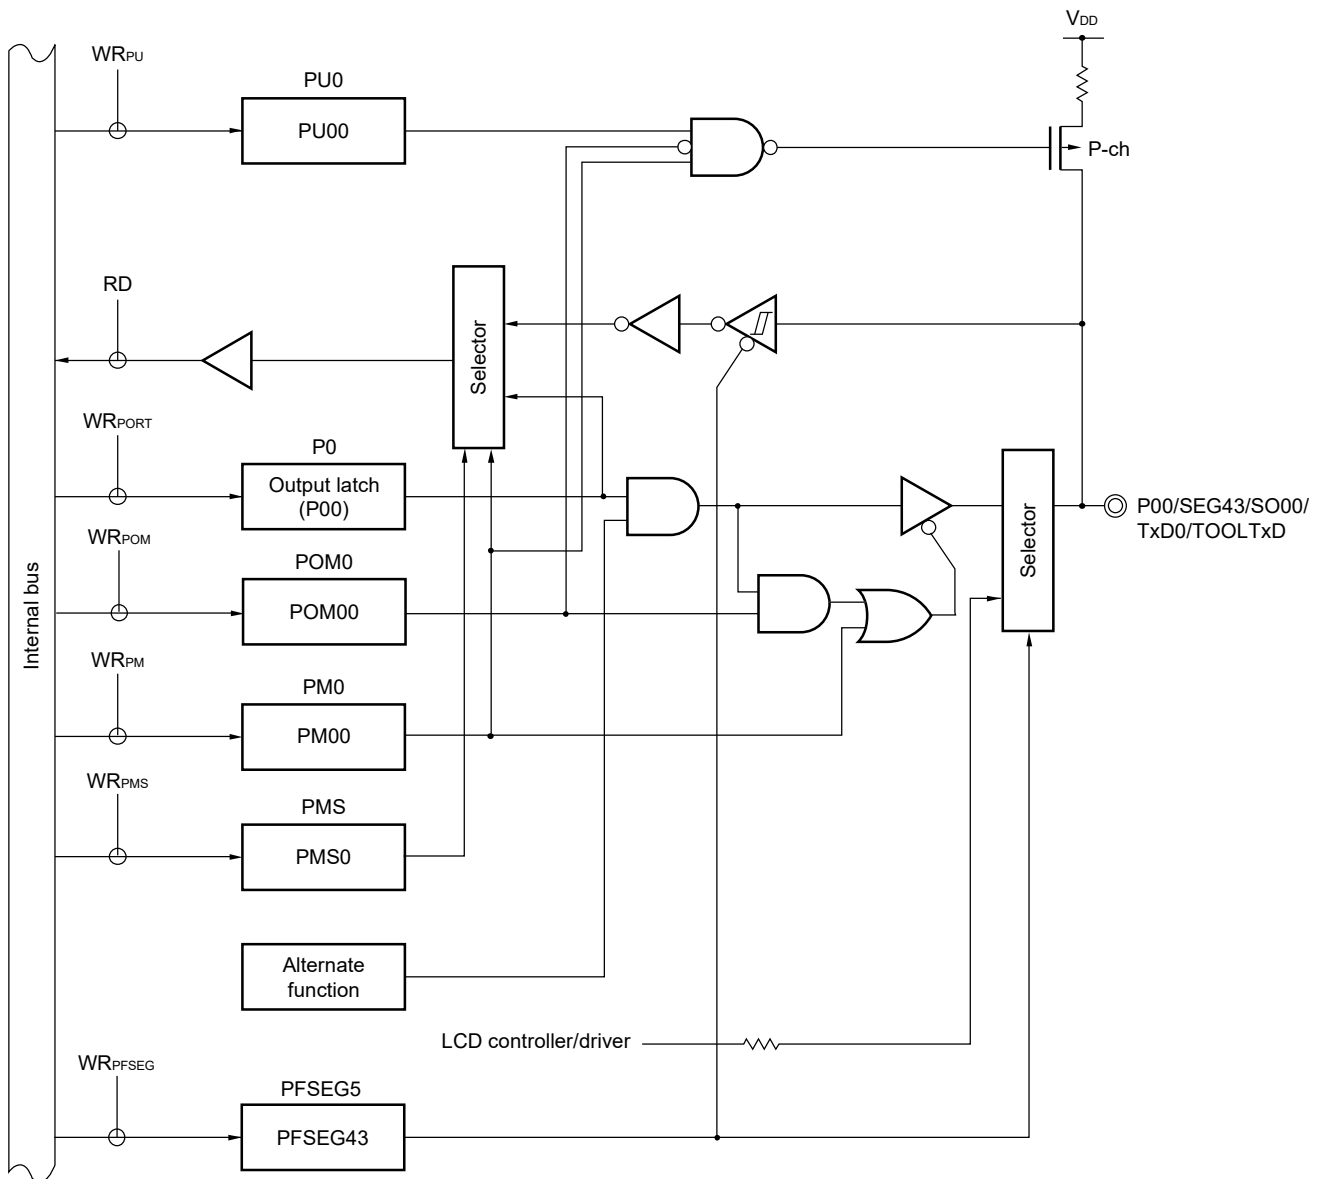 VDD
WRPU
PU0
PU00
P-ch
RD
Selector
WRPORT
P0
Output latch
(P00)
P00/SEG43/SO00/
TxD0/TOOLTxD
Selector
WRPOM
POM0
POM00
Internal bus
WRPM
PM0
PM00
WRPMS
PMS
PMS0
Alternate
function
LCD controller/driver
WRPFSEG
PFSEG5
PFSEG43